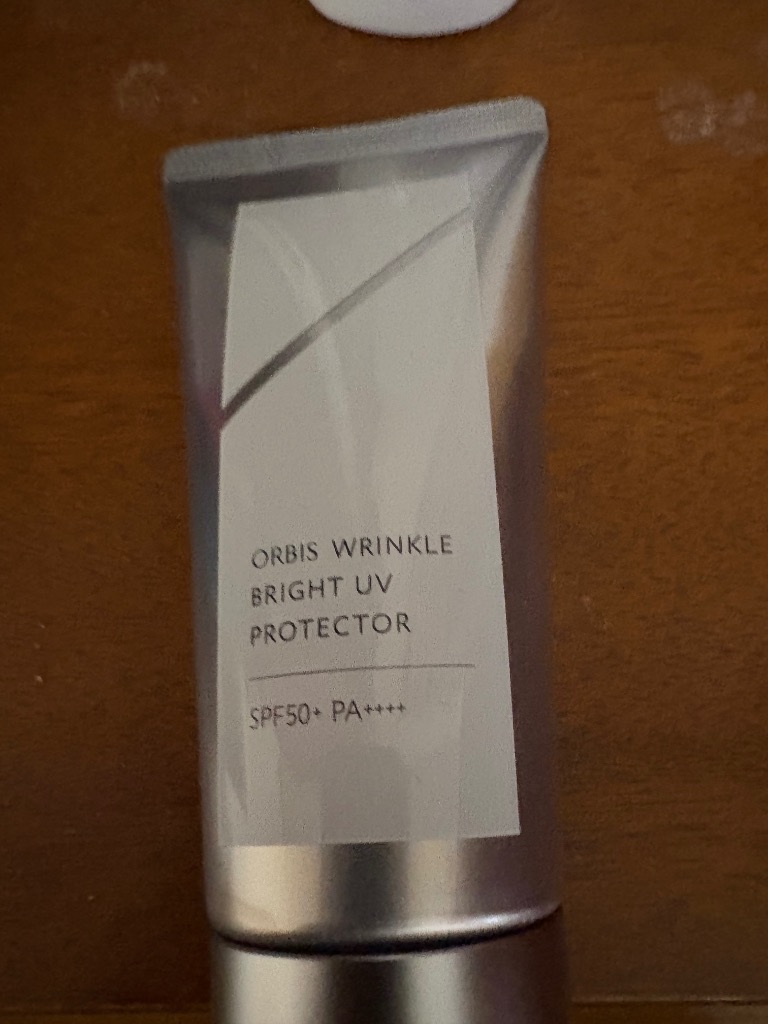 ORBIS WRINKLE
BRIGHT UV
PROTECTOR
SPF50+ PA++++